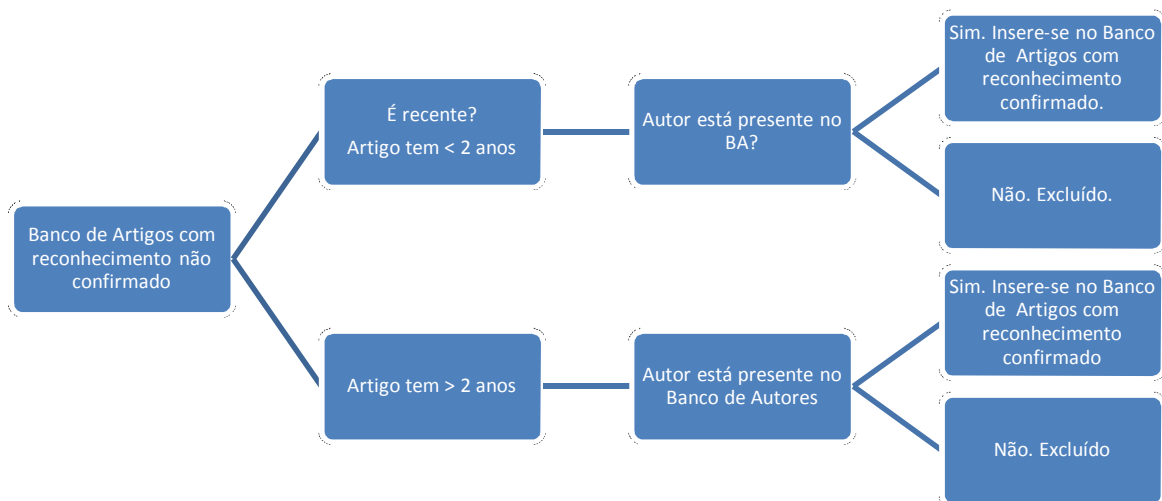 Banco de Artigos com
reconhecimento não
confirmado
É recente?
Artigo tem < 2 anos
Autor está presente no
BA?
Sim. Insere-se no Banco
de Artigos com
reconhecimento
confirmado.
Não. Excluído.
Artigo tem > 2 anos
Autor está presente no
Banco de Autores
Sim. Insere-se no Banco
de Artigos com
reconhecimento
confirmado
Não. Excluído